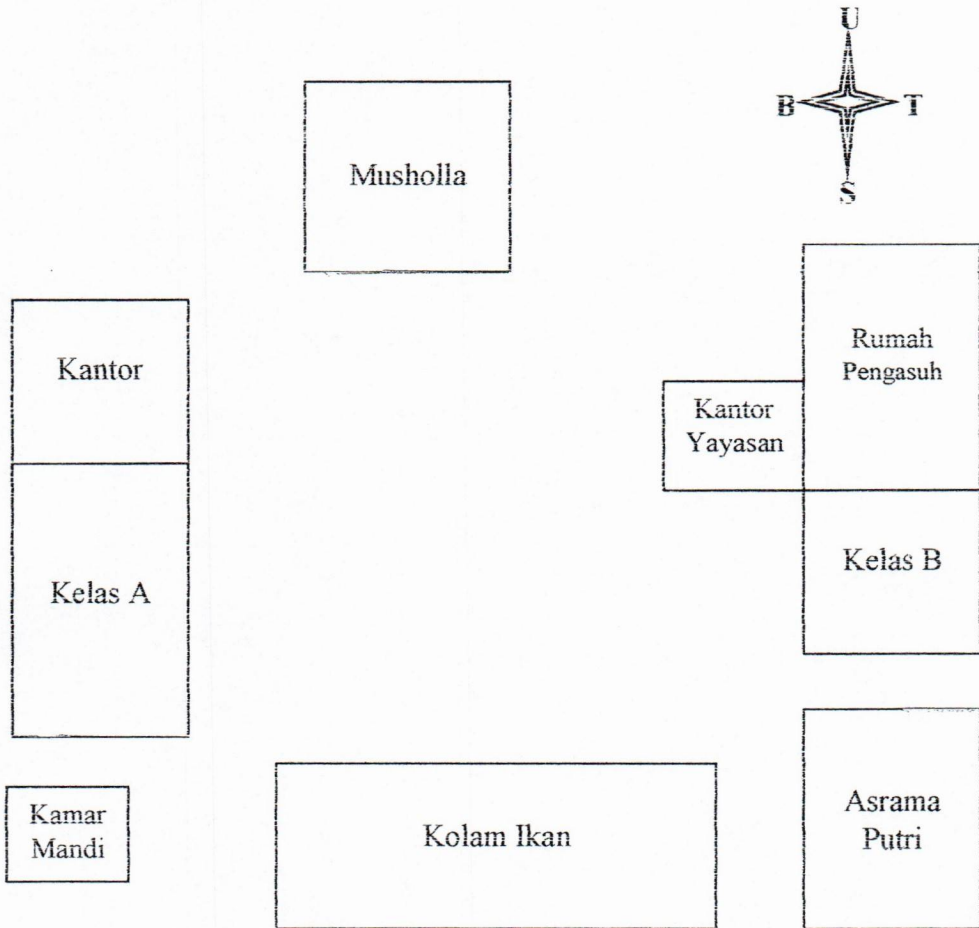 U
B T
S
Musholla
Kantor
Rumah
Pengasuh
Kantor
Yayasan
Kelas A
Kelas B
Kamar
Mandi
Kolam Ikan
Asrama
Putri